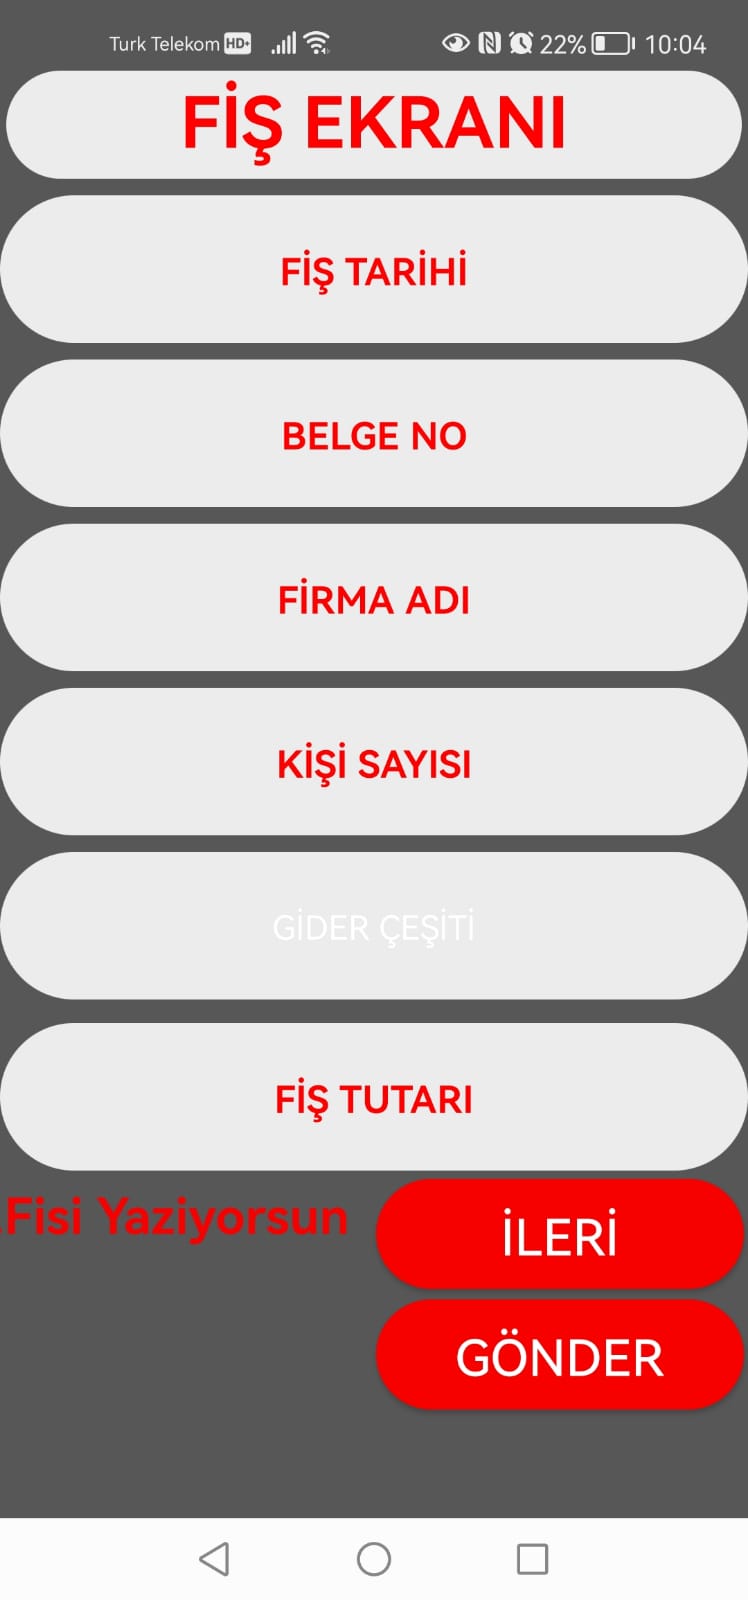 Turk Telekom HD+ 22% 10:04
FİŞ EKRANI
FİŞ TARİHİ
BELGE NO
FİRMA ADI
KİŞİ SAYISI
GİDER ÇEŞİTİ
FİŞ TUTARI
.Fisi Yaziyorsun
İLERİ
GÖNDER